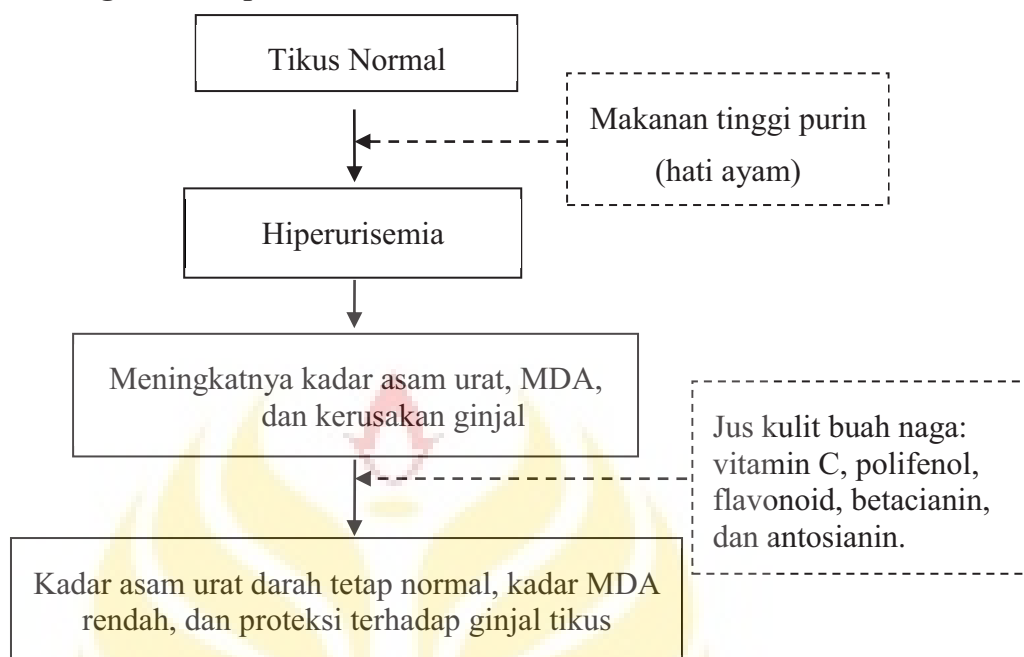 Tikus Normal
Makanan tinggi purin
(hati ayam)
Hiperurisemia
Meningkatnya kadar asam urat, MDA,
dan kerusakan ginjal
Jus kulit buah naga:
vitamin C, polifenol,
flavonoid, betacianin,
dan antosianin.
Kadar asam urat darah tetap normal, kadar MDA
rendah, dan proteksi terhadap ginjal tikus